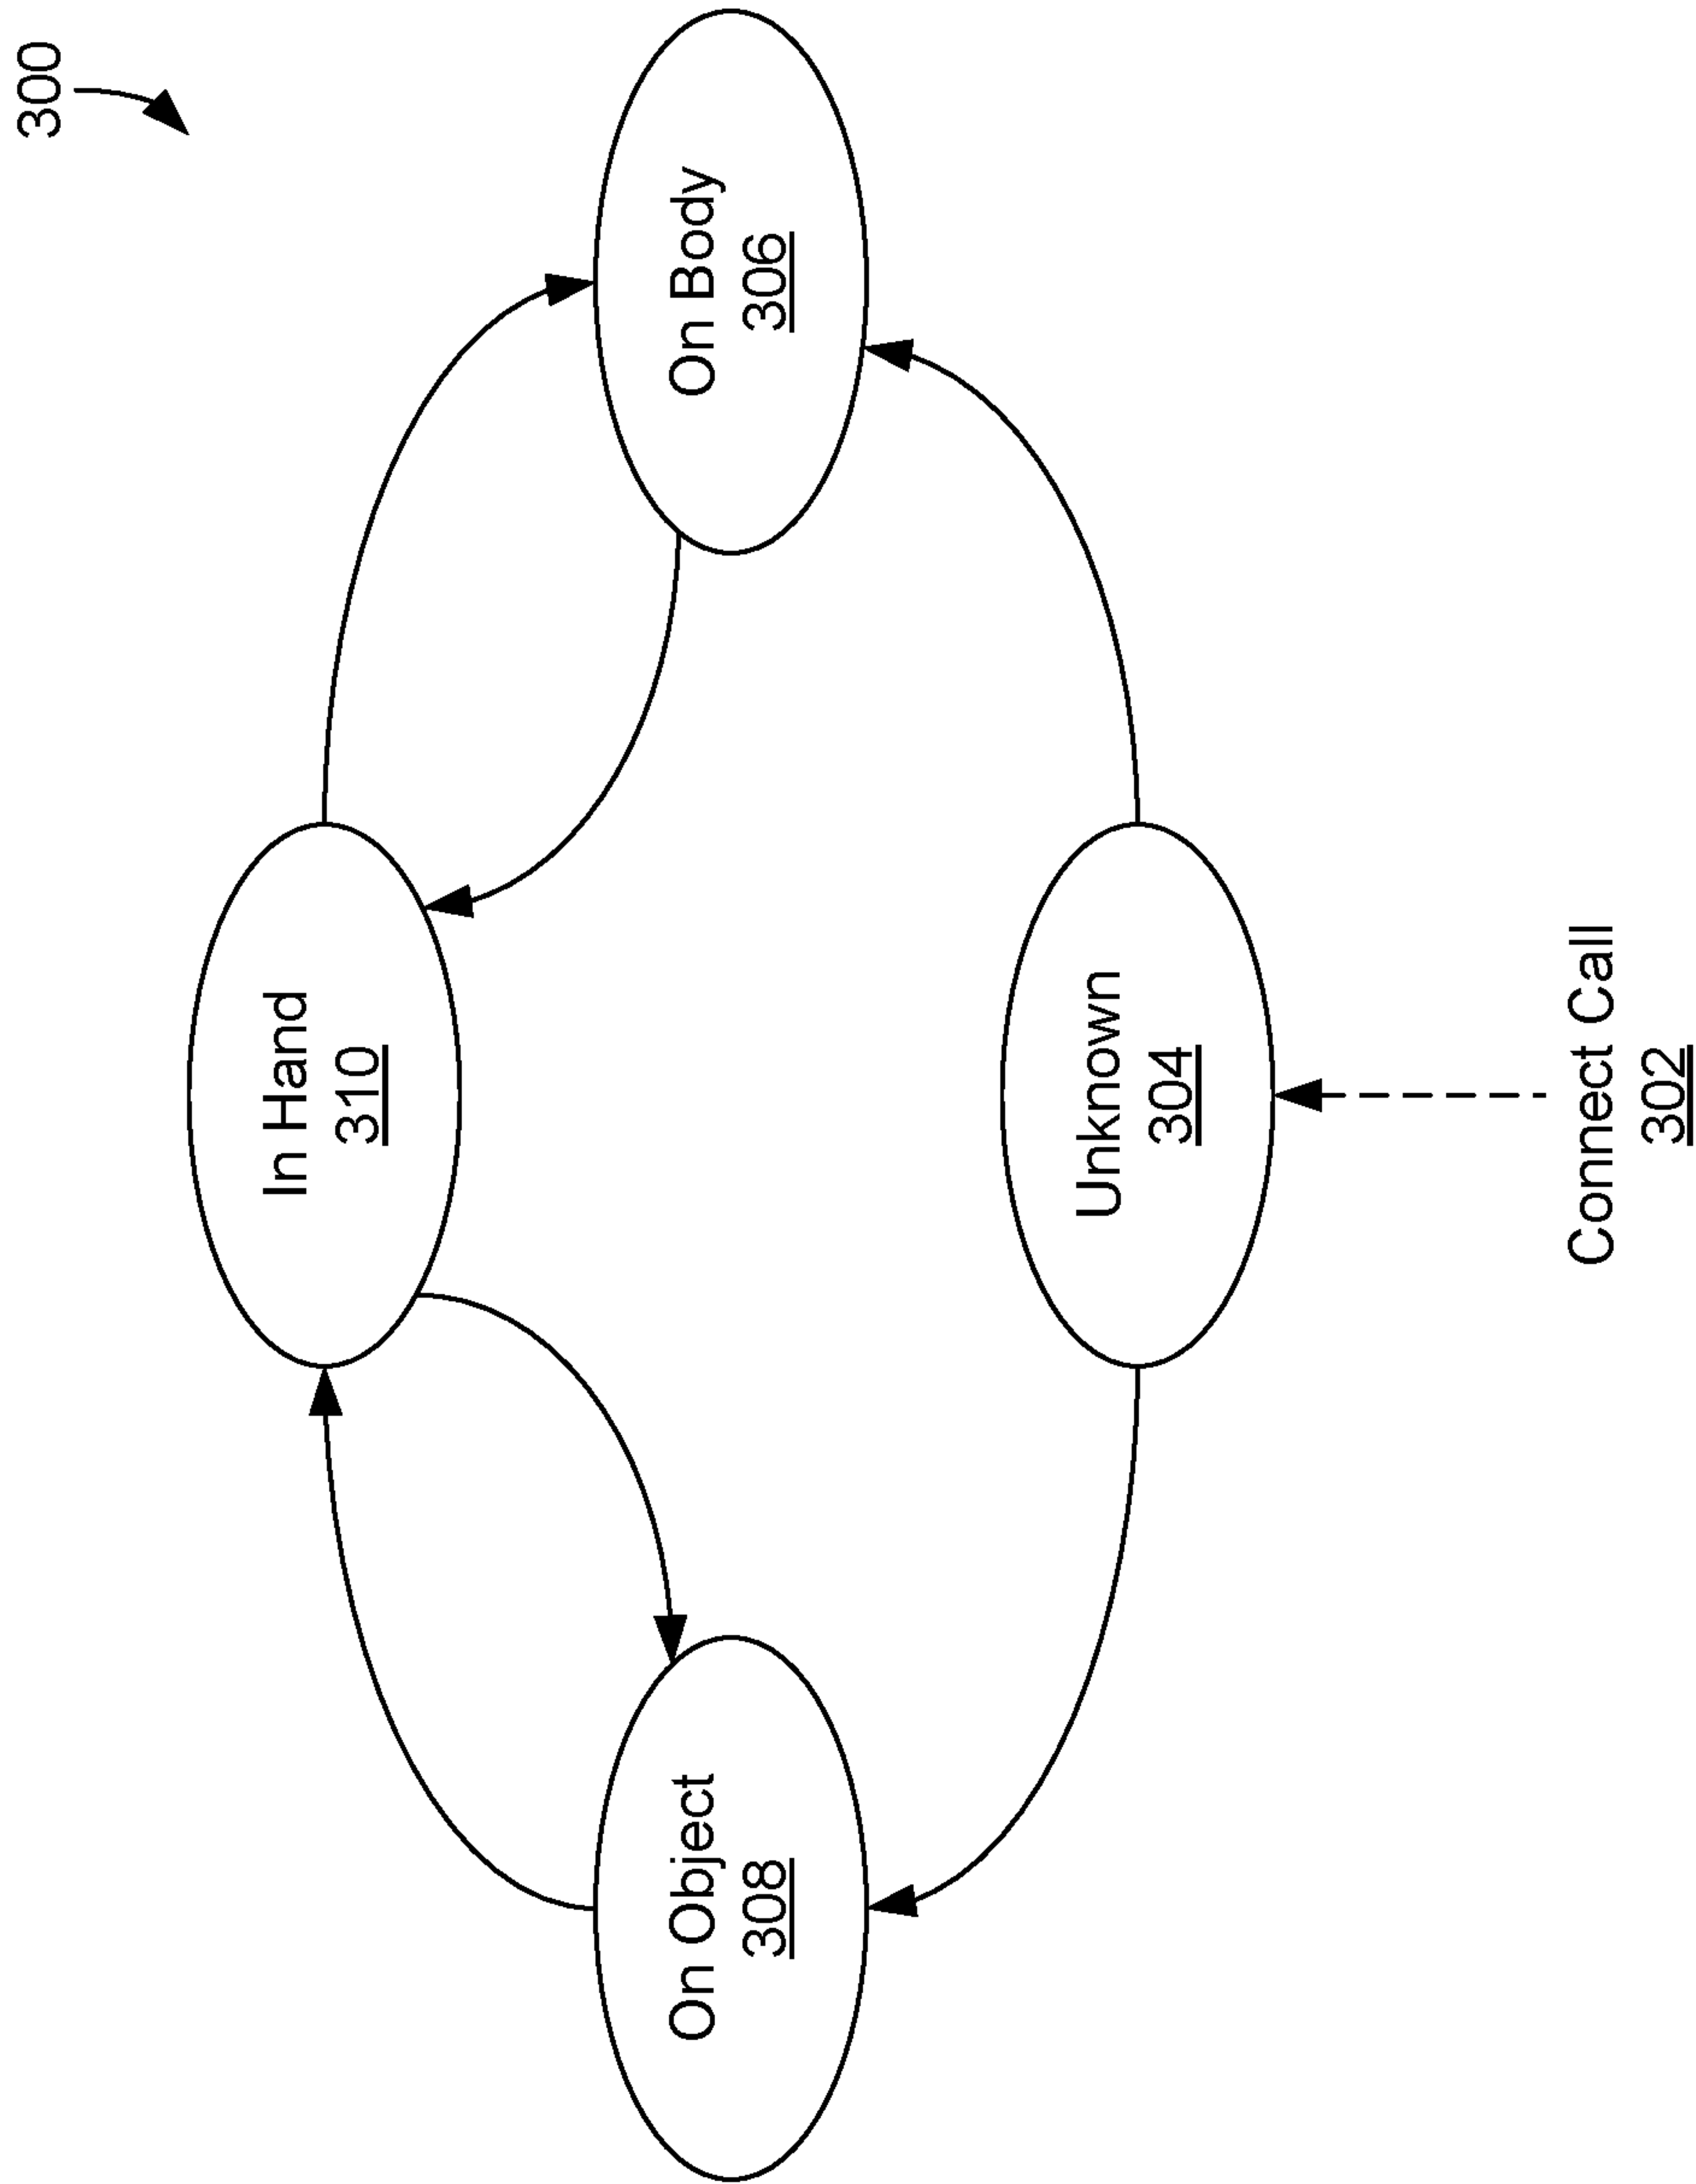 300
In Hand
310
On Object
308
On Body
306
Unknown
304
Connect Call
302